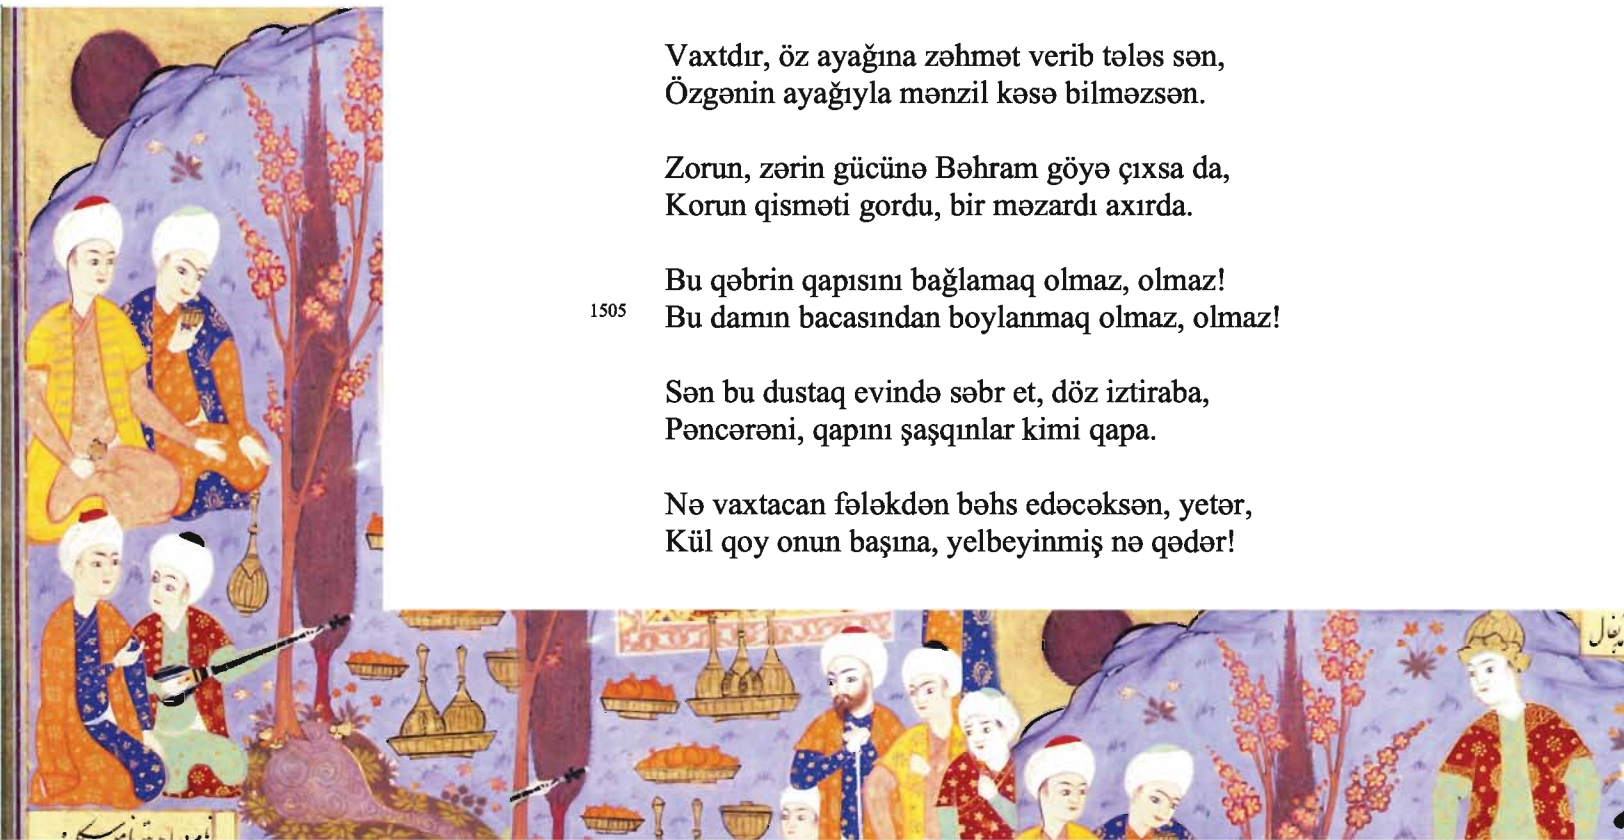 Vaxtdır, öz ayağına zəhmət verib tələs sən,
Özgənin ayağıyla mənzil kəsə bilməzsən.
Zorun, zərin gücünə Bəhram göyə çıxsa da,
Korun qisməti gordu, bir məzardı axırda.
Bu qəbrin qapısını bağlamaq olmaz, olmaz!
1505 Bu damın bacasından boylanmaq olmaz, olmaz!
Sən bu dustaq evində səbr et, döz iztiraba,
Pəncərəni, qapını şaşqınlar kimi qapa.
Nə vaxtacan fələkdən bəhs edəcəksən, yetər,
Kül qoy onun başına, yelbeyinmiş nə qədər!